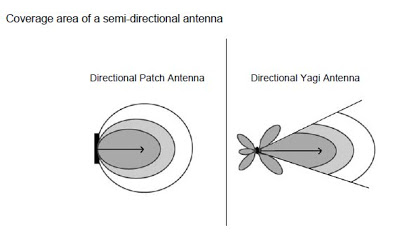 Coverage area of a semi-directional antenna
Directional Patch Antenna
Directional Yagi Antenna